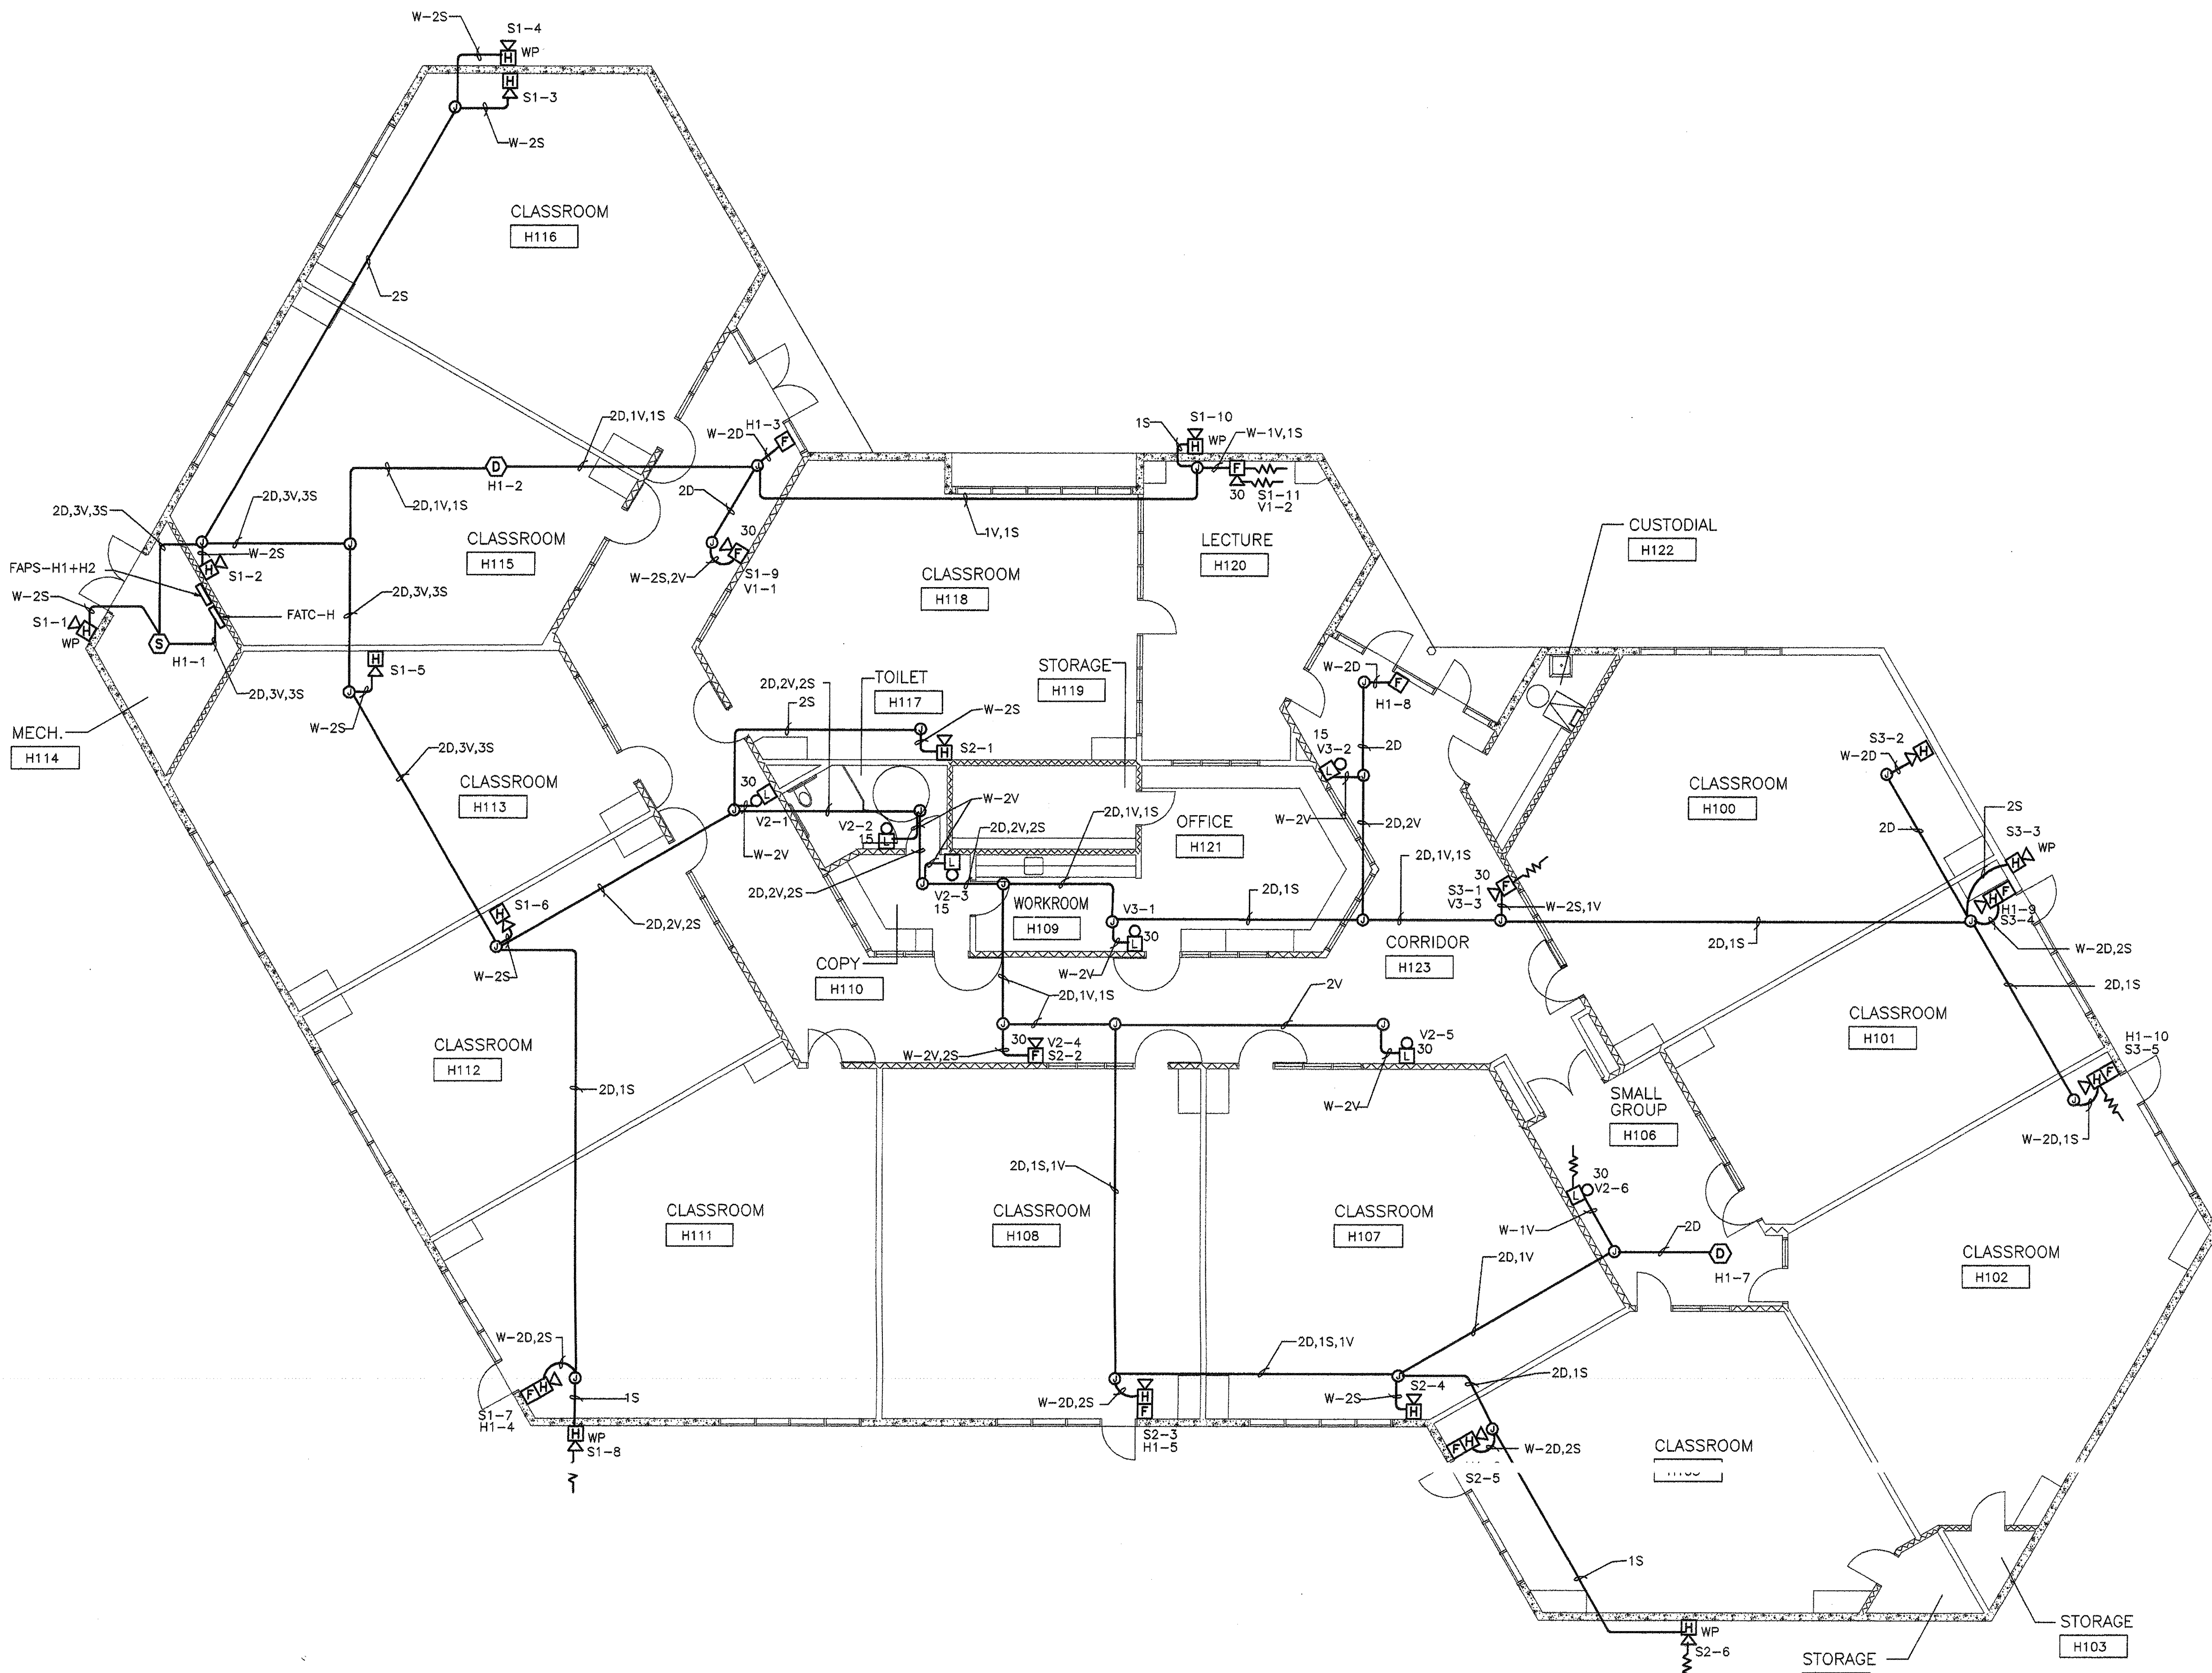 W-2S
S1-4
H
WP
H
S1-3
J
W-2S
CLASSROOM
H116
2S
2D,1V,1S
H1-3
W-2D
F
J
1S
S1-10
H
WP
W-1V,1S
J
F
30
S1-11
V1-2
D
H1-2
2D,1V,1S
2D
2D,3V,3S
2D,3V,3S
J
J
W-2S
H
S1-2
CLASSROOM
H115
J
30
F
W-2S,2V
S1-9
V1-1
1V,1S
CLASSROOM
H118
LECTURE
H120
CUSTODIAL
H122
FAPS-H1+H2
W-2S
S1-1
H
WP
S
H1-1
FATC-H
2D,3V,3S
2D,3V,3S
H
S1-5
J
W-2S
MECH.
H114
2D,2V,2S
2S
TOILET
H117
STORAGE
H119
J
W-2S
H
S2-1
W-2D
J
F
H1-8
15
V3-2
L
J
2D
W-2V
2D,2V
2D,3V,3S
CLASSROOM
H113
30
L
J
V2-1
W-2V
V2-2
15
L
J
W-2V
2D,2V,2S
2D,1V,1S
OFFICE
H121
CLASSROOM
H100
S3-2
H
W-2D
J
2D
2S
S3-3
WP
H
2D,2V,2S
L
V2-3
15
J
J
WORKROOM
H109
V3-1
J
L
30
W-2V
2D,1S
2D,1V,1S
J
CORRIDOR
H123
30
S3-1
V3-3
F
J
W-2S,1V
2D,1S
J
H F
H1-9
S3-4
W-2D,2S
S1-6
H
J
W-2S
2D,2V,2S
COPY
H110
2D,1V,1S
2V
2D,1S
CLASSROOM
H101
CLASSROOM
H112
2D,1S
J
J
30
F
V2-4
S2-2
W-2V,2S
J
V2-5
L
30
W-2V
H1-10
S3-5
H F
J
W-2D,1S
SMALL
GROUP
H106
2D,1S,1V
30
V2-6
L
W-1V
J
2D
D
H1-7
CLASSROOM
H111
CLASSROOM
H108
CLASSROOM
H107
CLASSROOM
H102
2D,1V
W-2D,2S
F H
J
S1-7
H1-4
1S
H
WP
S1-8
2D,1S,1V
J
W-2D,2S
H
F
S2-3
H1-5
J
W-2S
S2-4
H
2D,1S
J
F H
W-2D,2S
S2-5
CLASSROOM
1S
H
WP
S2-6
STORAGE
H103
STORAGE